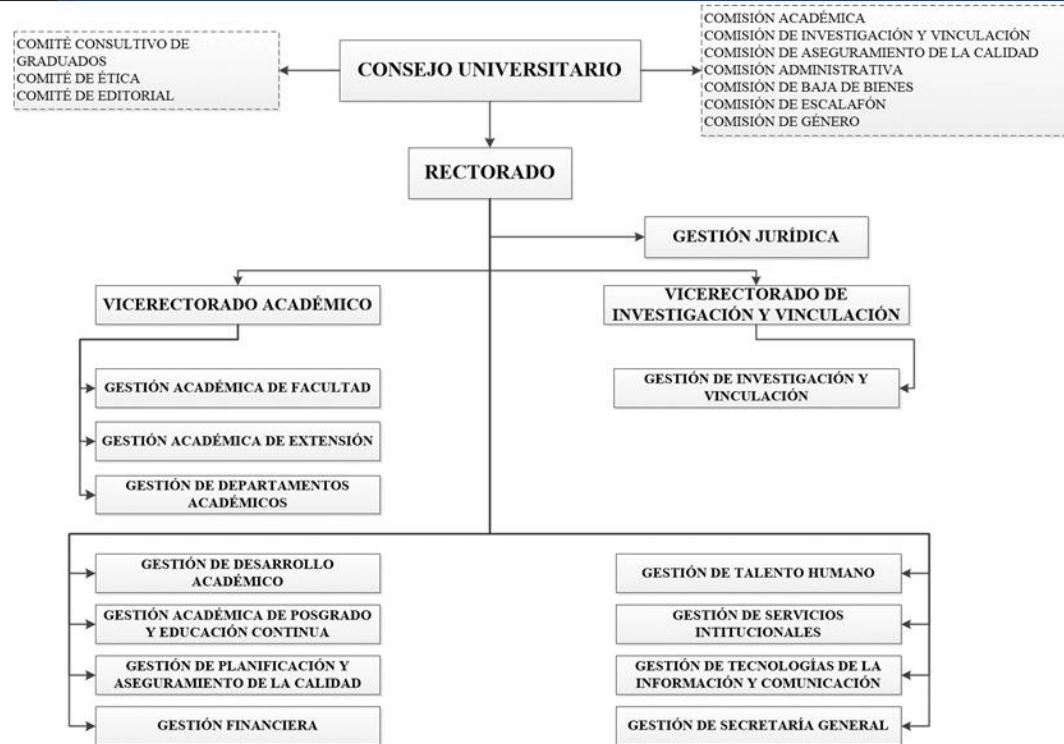 COMITÉ CONSULTIVO DE
GRADUADOS
COMITÉ DE ÉTICA
COMITÉ DE EDITORIAL
CONSEJO UNIVERSITARIO
COMISIÓN ACADÉMICA
COMISIÓN DE INVESTIGACIÓN Y VINCULACIÓN
COMISIÓN DE ASEGURAMIENTO DE LA CALIDAD
COMISIÓN ADMINISTRATIVA
COMISIÓN DE BAJA DE BIENES
COMISIÓN DE ESCALAFÓN
COMISIÓN DE GÉNERO
RECTORADO
GESTIÓN JURÍDICA
VICERECTORADO ACADÉMICO
VICERECTORADO DE
INVESTIGACIÓN Y VINCULACIÓN
GESTIÓN ACADÉMICA DE FACULTAD
GESTIÓN ACADÉMICA DE EXTENSIÓN
GESTIÓN DE DEPARTAMENTOS
ACADÉMICOS
GESTIÓN DE INVESTIGACIÓN Y
VINCULACIÓN
GESTIÓN DE DESARROLLO
ACADÉMICO
GESTIÓN ACADÉMICA DE POSGRADO
Y EDUCACIÓN CONTINUA
GESTIÓN DE PLANIFICACIÓN Y
ASEGURAMIENTO DE LA CALIDAD
GESTIÓN FINANCIERA
GESTIÓN DE TALENTO HUMANO
GESTIÓN DE SERVICIOS
INTITUCIONALES
GESTIÓN DE TECNOLOGÍAS DE LA
INFORMACIÓN Y COMUNICACIÓN
GESTIÓN DE SECRETARÍA GENERAL